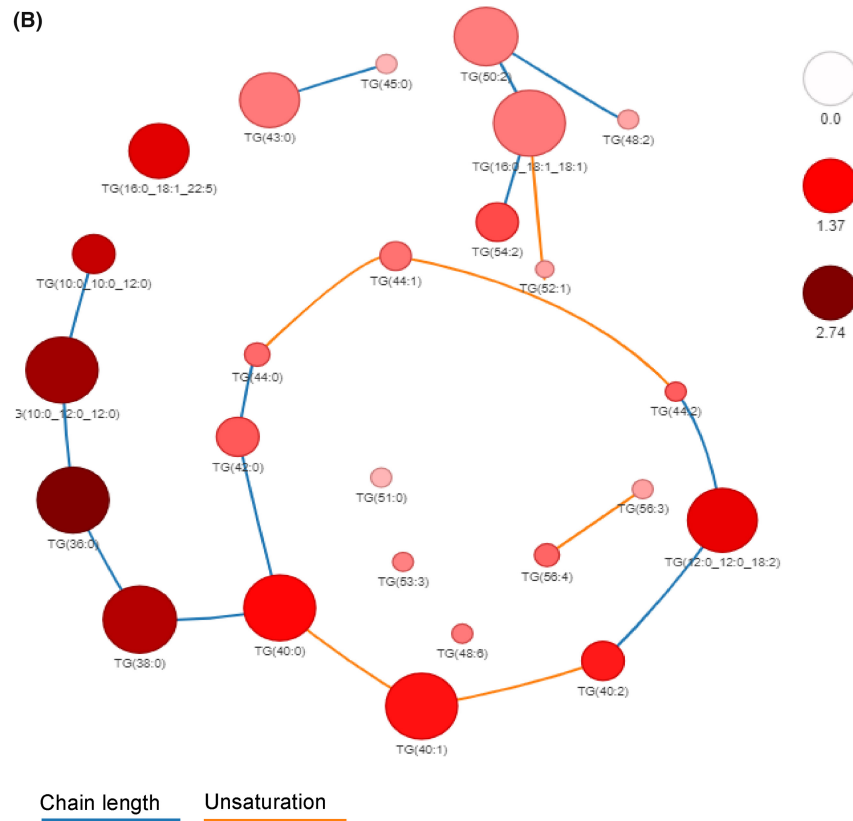 (B)
TG(45:0)
TG(50:2)
TG(43:0)
TG(48:2)
0.0
TG(16:0_18:1_18:1)
TG(16:0_18:1_22:5)
1.37
TG(54:2)
TG(10:0_10:0_12:0)
TG(44:1)
TG(52:1)
2.74
TG(44:0)
TG(44:2)
3(10:0_12:0_12:0)
TG(42:0)
TG(51:0)
TG(56:3)
TG(36:0)
TG(12:0_12:0_18:2)
TG(53:3)
TG(56:4)
TG(40:0)
TG(48:6)
TG(38:0)
TG(40:2)
TG(40:1)
Chain length Unsaturation